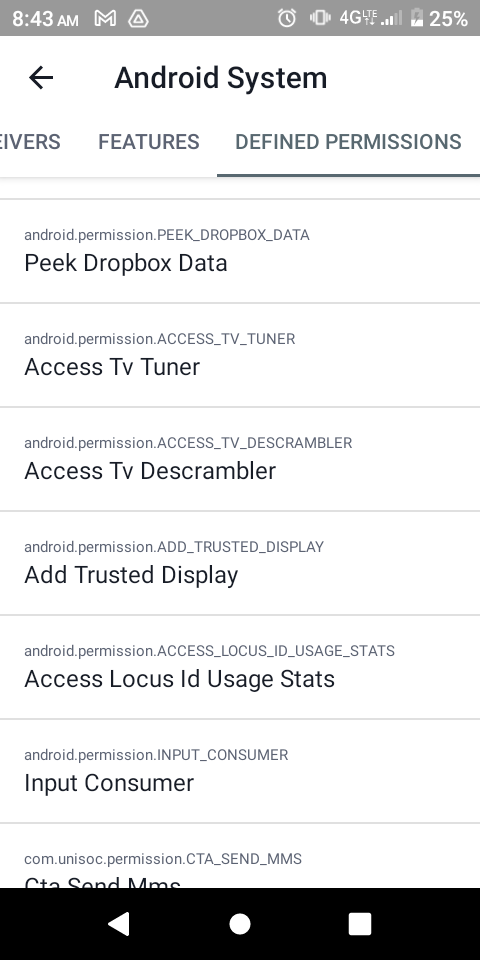 8:43 AM 4G LTE 25%
Android System
EIVERS FEATURES DEFINED PERMISSIONS
android.permission.PEEK_DROPBOX_DATA
Peek Dropbox Data
android.permission.ACCESS_TV_TUNER
Access Tv Tuner
android.permission.ACCESS_TV_DESCRAMBLER
Access Tv Descrambler
android.permission.ADD_TRUSTED_DISPLAY
Add Trusted Display
android.permission.ACCESS_LOCUS_ID_USAGE_STATS
Access Locus Id Usage Stats
android.permission.INPUT_CONSUMER
Input Consumer
com.unisoc.permission.CTA_SEND_MMS
Cta Send Mms